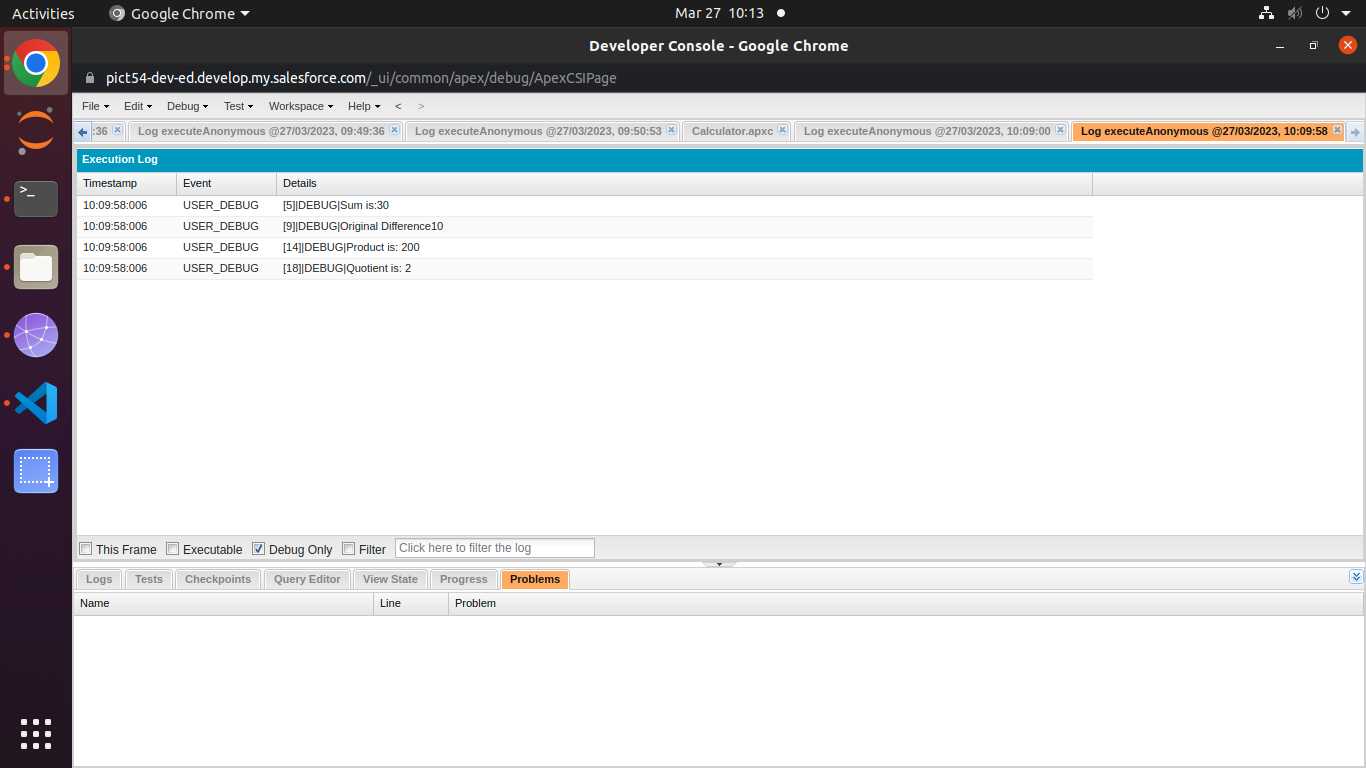 Activities Google Chrome Mar 27 10:13
Developer Console - Google Chrome
pict54-dev-ed.develop.my.salesforce.com/_ui/common/apex/debug/ApexCSIPage
File Edit Debug Test Workspace Help < >
:36 Log executeAnonymous @27/03/2023, 09:49:36 Log executeAnonymous @27/03/2023, 09:50:53 Calculator.apxc Log executeAnonymous @27/03/2023, 10:09:00 Log executeAnonymous @27/03/2023, 10:09:58
Execution Log
Timestamp Event Details
10:09:58:006 USER_DEBUG [5]|DEBUG|Sum is:30
10:09:58:006 USER_DEBUG [9]|DEBUG|Original Difference10
10:09:58:006 USER_DEBUG [14]|DEBUG|Product is: 200
10:09:58:006 USER_DEBUG [18]|DEBUG|Quotient is: 2
This Frame Executable Debug Only Filter Click here to filter the log
Logs Tests Checkpoints Query Editor View State Progress Problems
Name Line Problem